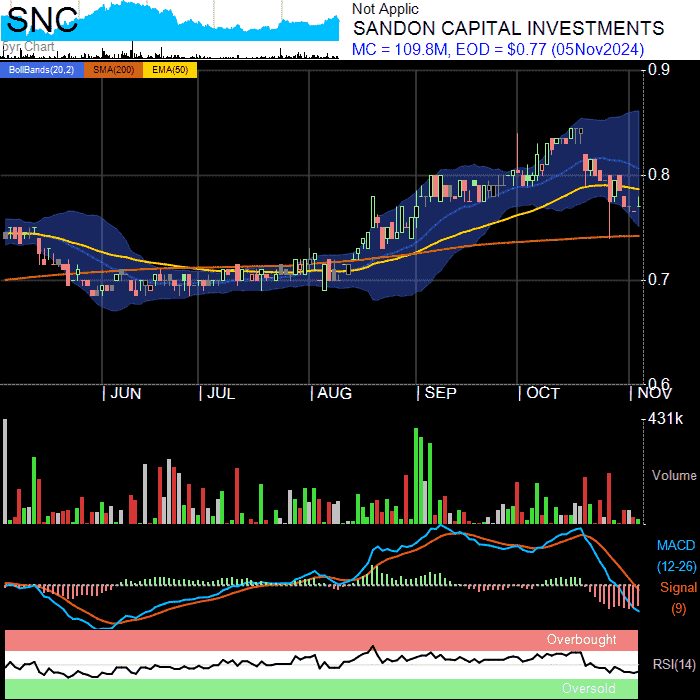 SNC
5yr Chart
Not Applic
SANDON CAPITAL INVESTMENTS
MC = 109.8M, EOD = $0.77 (05Nov2024)
BollBands(20,2) SMA(200) EMA(50)
0.9
0.8
0.7
0.6
JUN JUL AUG SEP OCT NOV
431k
Volume
MACD
(12-26)
Signal
(9)
Overbought
RSI(14)
Oversold